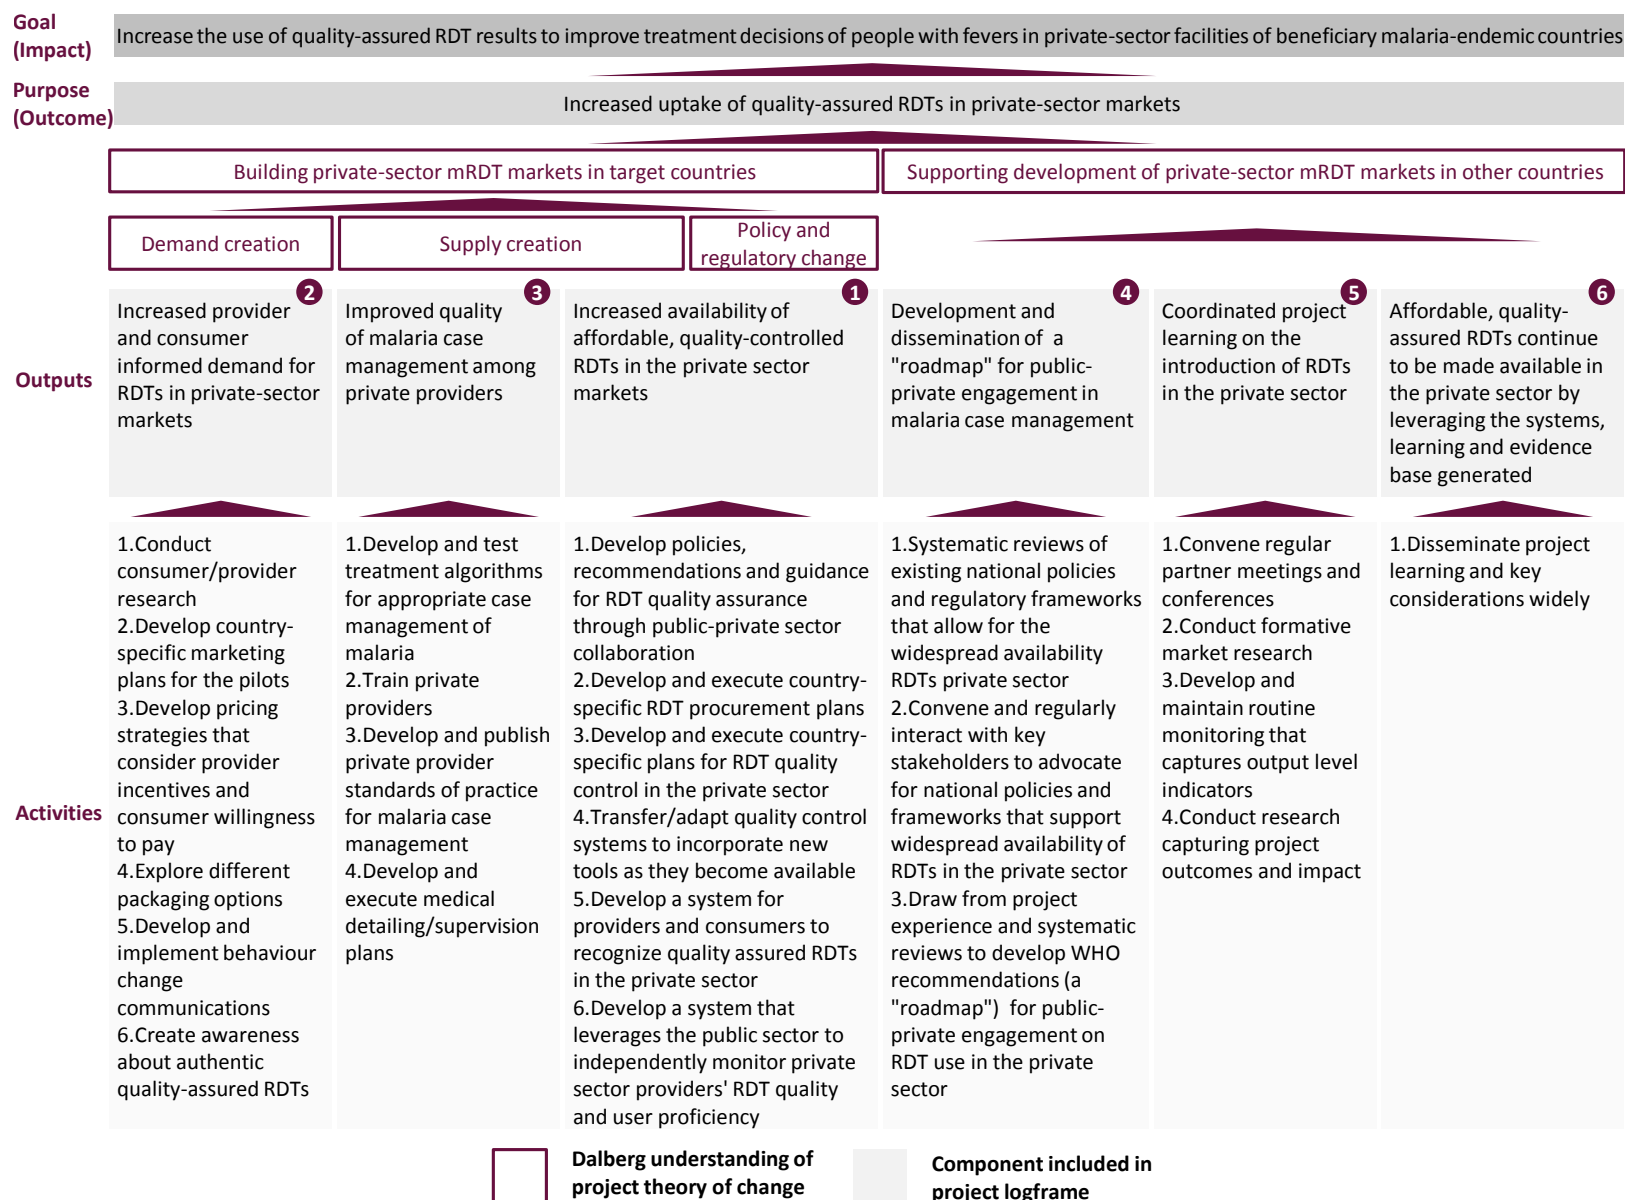 Goal
(Impact)
Increase the use of quality-assured RDT results to improve treatment decisions of people with fevers in private-sector facilities of beneficiary malaria-endemic countries
Purpose
(Outcome)
Increased uptake of quality-assured RDTs in private-sector markets
Building private-sector mRDT markets in target countries
Supporting development of private-sector mRDT markets in other countries
Demand creation
Supply creation
Policy and
regulatory change
Outputs
2
Increased provider
and consumer
informed demand for
RDTs in private-sector
markets
3
Improved quality
of malaria case
management among
private providers
1
Increased availability of
affordable, quality-controlled
RDTs in the private sector
markets
4
Development and
dissemination of a
"roadmap" for public-
private engagement in
malaria case management
5
Coordinated project
learning on the
introduction of RDTs
in the private sector
6
Affordable, quality-
assured RDTs continue
to be made available in
the private sector by
leveraging the systems,
learning and evidence
base generated
Activities
1.Conduct
consumer/provider
research
2.Develop country-
specific marketing
plans for the pilots
3.Develop pricing
strategies that
consider provider
incentives and
consumer willingness
to pay
4.Explore different
packaging options
5.Develop and
implement behaviour
change
communications
6.Create awareness
about authentic
quality-assured RDTs
1.Develop and test
treatment algorithms
for appropriate case
management of
malaria
2.Train private
providers
3.Develop and publish
private provider
standards of practice
for malaria case
management
4.Develop and
execute medical
detailing/supervision
plans
1.Develop policies,
recommendations and guidance
for RDT quality assurance
through public-private sector
collaboration
2.Develop and execute country-
specific RDT procurement plans
3.Develop and execute country-
specific plans for RDT quality
control in the private sector
4.Transfer/adapt quality control
systems to incorporate new
tools as they become available
5.Develop a system for
providers and consumers to
recognize quality assured RDTs
in the private sector
6.Develop a system that
leverages the public sector to
independently monitor private
sector providers' RDT quality
and user proficiency
1.Systematic reviews of
existing national policies
and regulatory frameworks
that allow for the
widespread availability
RDTs private sector
2.Convene and regularly
interact with key
stakeholders to advocate
for national policies and
frameworks that support
widespread availability of
RDTs in the private sector
3.Draw from project
experience and systematic
reviews to develop WHO
recommendations (a
"roadmap") for public-
private engagement on
RDT use in the private
sector
1.Convene regular
partner meetings and
conferences
2.Conduct formative
market research
3.Develop and
maintain routine
monitoring that
captures output level
indicators
4.Conduct research
capturing project
outcomes and impact
1.Disseminate project
learning and key
considerations widely
Dalberg understanding of
project theory of change
Component included in
project logframe